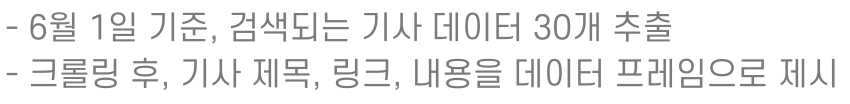 - 6월 1일 기준, 검색되는 기사 데이터 30개 추출
- 크롤링 후, 기사 제목, 링크, 내용을 데이터 프레임으로 제시